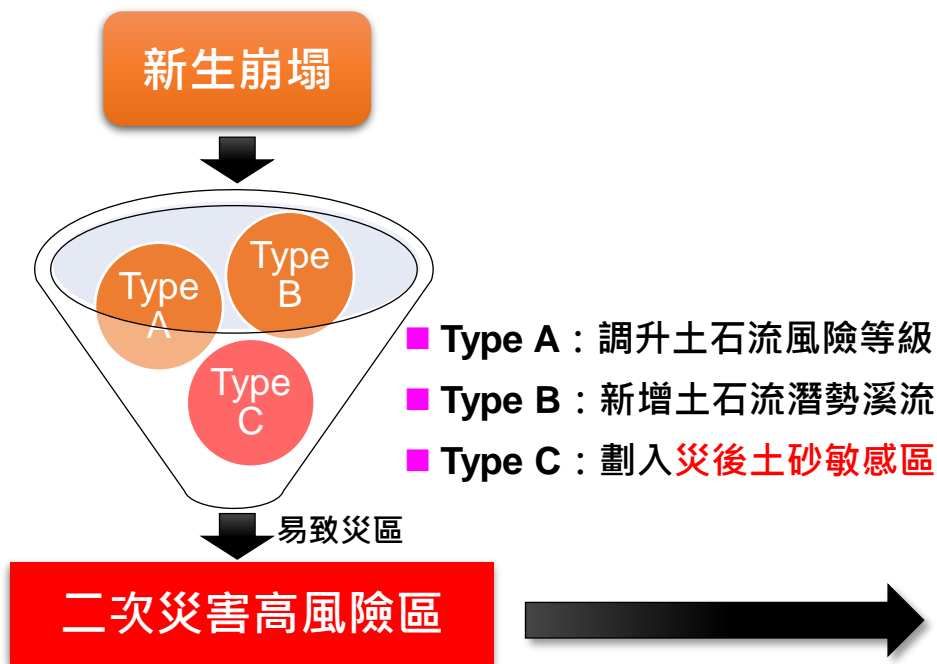 新生崩塌
Type
A
Type
B
Type
C
■ Type A：調升土石流風險等級
■ Type B：新增土石流潛勢溪流
■ Type C：劃入災後土砂敏感區
易致災區
二次災害高風險區